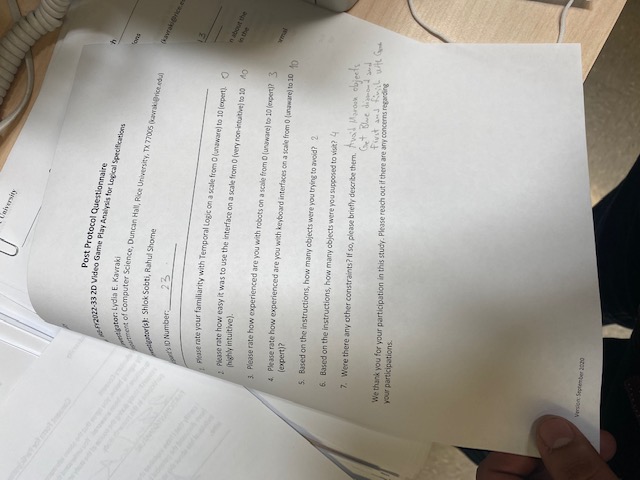 University
Post Protocol Questionnaire
FY2022-33 2D Video Game Play Analysis for Logical Specifications
Investigator: Lydia E. Kavraki
Department of Computer Science, Duncan Hall, Rice University, TX 77005 (kavraki@rice.edu)
Investigator(s): Shlok Sobti, Rahul Shome
ID Number: 23
1. Please rate your familiarity with Temporal Logic on a scale from 0 (unaware) to 10 (expert). 0
2. Please rate how easy it was to use the interface on a scale from 0 (very non-intuitive) to 10 10
(highly intuitive).
3. Please rate how experienced are you with robots on a scale from 0 (unaware) to 10 (expert)? 3
4. Please rate how experienced are you with keyboard interfaces on a scale from 0 (unaware) to 10 10
(expert)?
5. Based on the instructions, how many objects were you trying to avoid? 2
6. Based on the instructions, how many objects were you supposed to visit? 4
7. Were there any other constraints? If so, please briefly describe them. Avoid Maroon objects
Get Blue diamond and
first and finish with
We thank you for your participation in this study. Please reach out if there are any concerns regarding
your participations.
Version: September 2020
(kavraki@rice.e
about the
in the